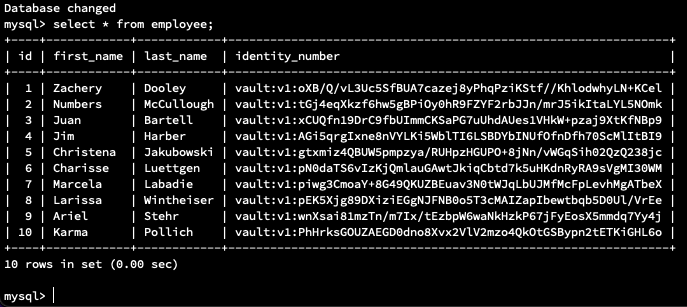 Database changed
mysql> select * from employee;
+----+------------+-------------+-------------------------------------------------------+
| id | first_name | last_name | identity_number |
+----+------------+-------------+-------------------------------------------------------+
| 1 | Zachery | Dooley | vault:v1:oXB/Q/vL3Uc5SfBUA7cazej8yPhqPziKStf//KhlodwhyLN+KCel
| 2 | Numbers | McCullough | vault:v1:tGj4eqXkzf6hw5gBPiOy0hR9FZYF2rbJJn/mrJ5ikItaLYL5NOmk
| 3 | Juan | Bartell | vault:v1:xCUQfn19DrC9fbUImmCKSaPG7uUhdAUes1VHkW+pzaj9XtKfNBp9
| 4 | Jim | Harber | vault:v1:AGi5qrgIxne8nVYLKi5WblTI6LSBDYbINUfOfnDfh70ScMlItBI9
| 5 | Christena | Jakubowski | vault:v1:gtxmiz4QBUW5pmpzya/RUHpzHGUPO+8jNn/vWGqSih02QzQ238jc
| 6 | Charisse | Luettgen | vault:v1:pN0daTS6vIzKjQmlauGAwtJkiqCbtd7k5uHKdnRyRA9sVgMI30WM
| 7 | Marcela | Labadie | vault:v1:piwg3CmoaY+8G49QKUZBEuav3N0tWJqLbUJMfMcFpLevhMgATbeX
| 8 | Larissa | Wintheiser | vault:v1:pEK5Xjg89DXiziEGgNJFNB0o5T3cMAIZapIbewtbqb5D0Ul/VrEe
| 9 | Ariel | Stehr | vault:v1:wnXsai81mzTn/m7Ix/tEzbpW6waNkHzkP67jFyEosX5mmdq7Yy4j
| 10 | Karma | Pollich | vault:v1:PhHrksGOUZAEGD0dno8Xvx2VlV2mzo4QkOtGSBypn2tETKiGHL6o
+----+------------+-------------+-------------------------------------------------------+
10 rows in set (0.00 sec)
mysql>